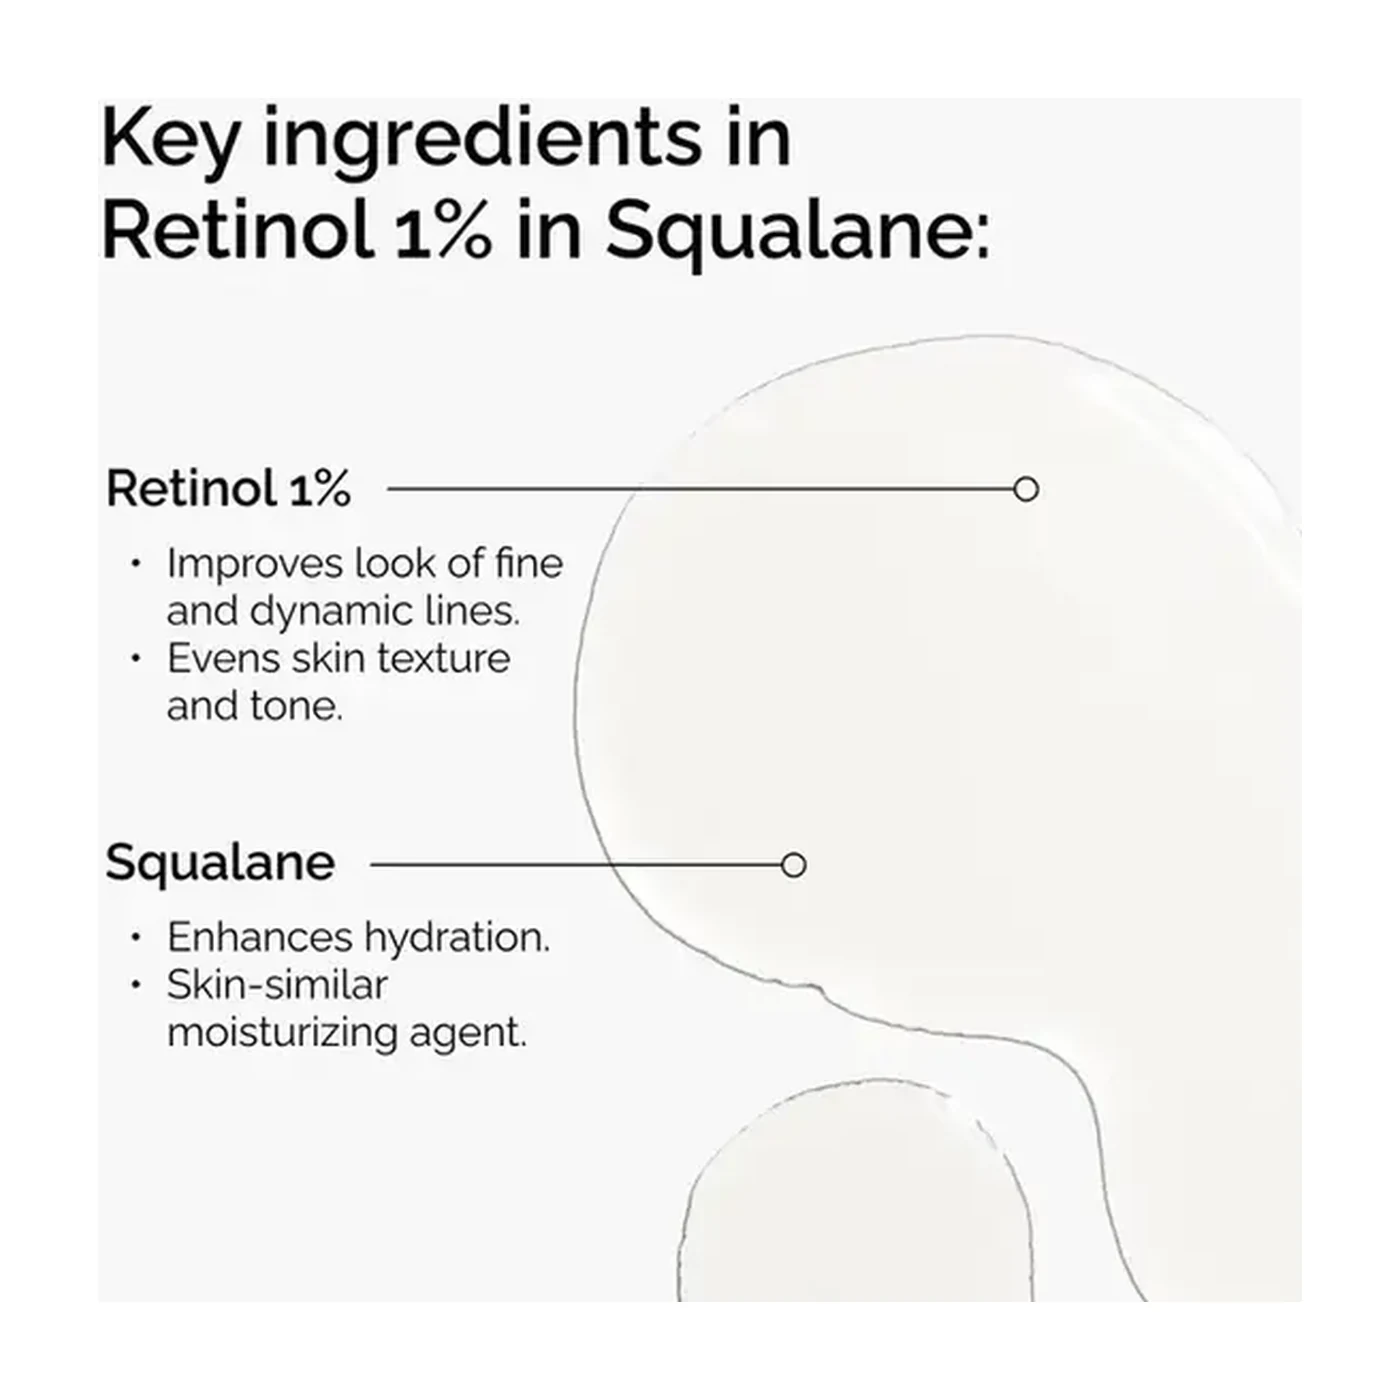 Key ingredients in
Retinol 1% in Squalane:
Retinol 1%
• Improves look of fine
and dynamic lines.
• Evens skin texture
and tone.
Squalane
• Enhances hydration.
• Skin-similar
moisturizing agent.